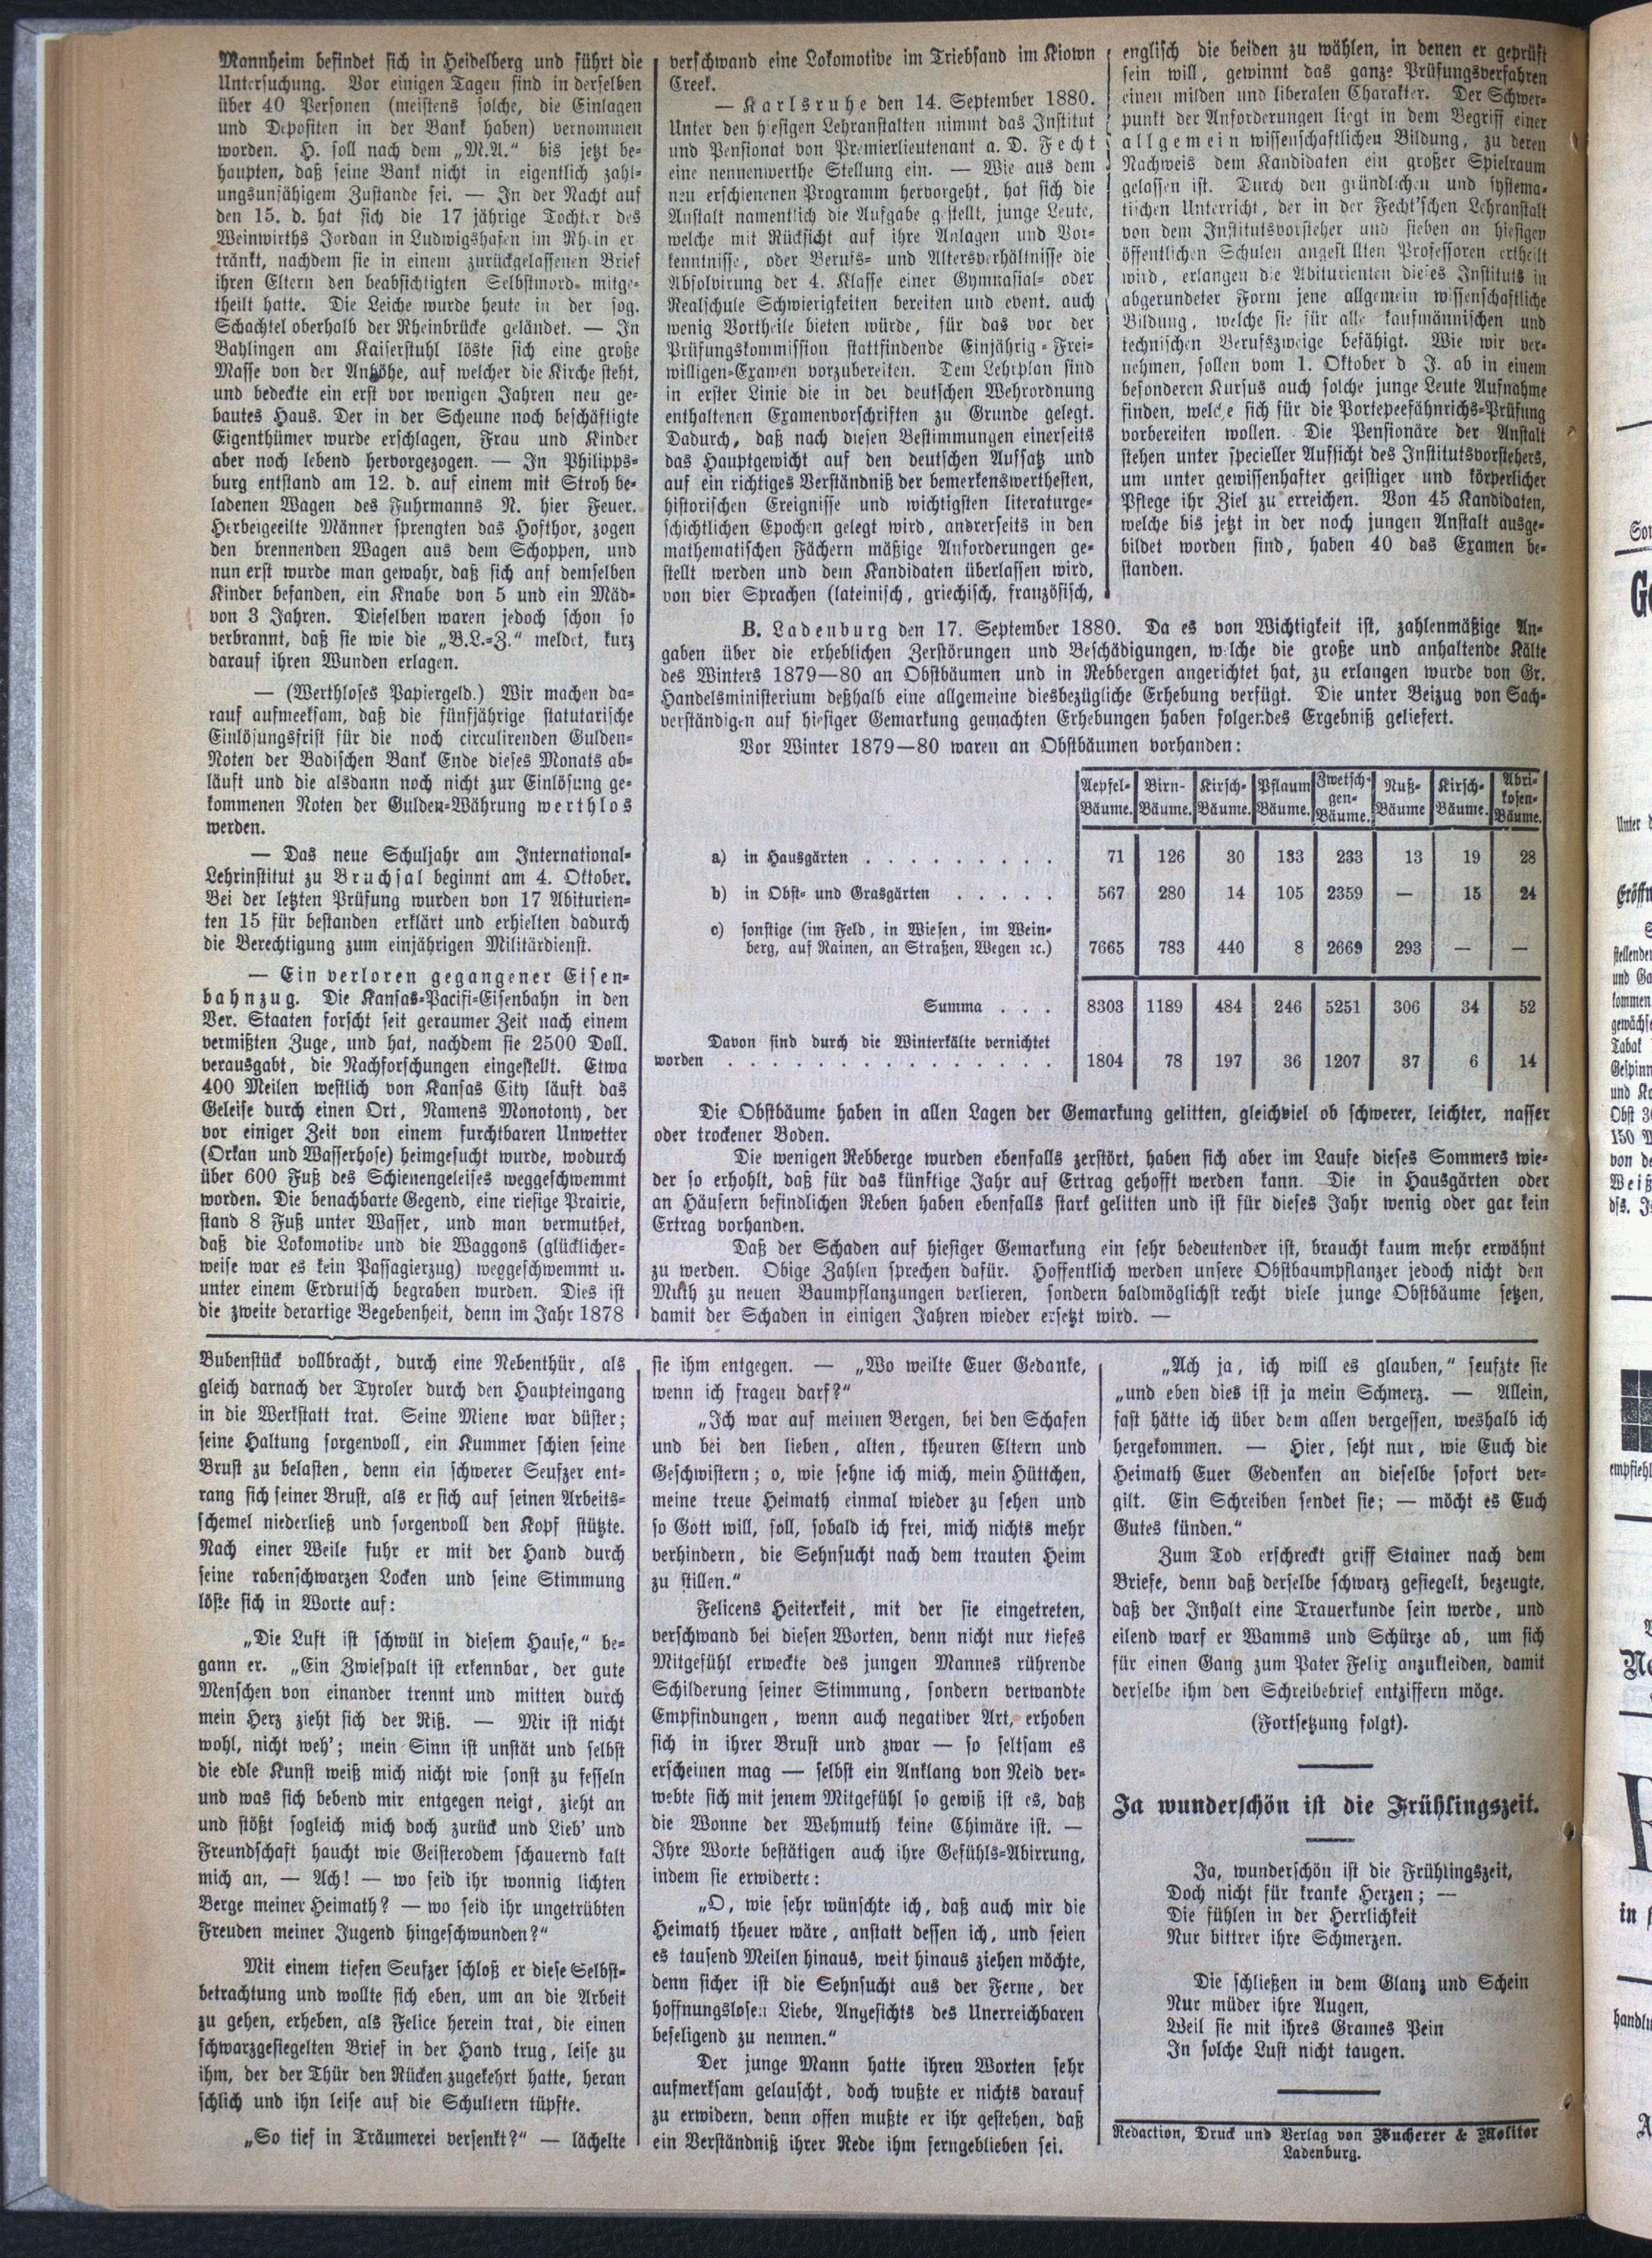 Mannheim befindet sich in Heidelberg und führt die
Untersuchung. Vor einigen Tagen sind in derselben
über 40 Personen (meistens solche, die Einlagen
und Depositen in der Bank haben) vernommen
worden. H. soll nach dem „M.A.“ bis jetzt be-
haupten, daß seine Bank nicht in eigentlich zahl-
ungsunfähigem Zustande sei. — In der Nacht auf
den 15. d. hat sich die 17 jährige Tochter des
Weinwirths Jordan in Ludwigshafen im Rhein er
tränkt, nachdem sie in einem zurückgelassenen Brief
ihren Eltern den beabsichtigten Selbstmord mitge-
theilt hatte. Die Leiche wurde heute in der sog.
Schachtel oberhalb der Rheinbrücke geländet. — In
Bahlingen am Kaiserstuhl löste sich eine große
Masse von der Anhöhe, auf welcher die Kirche steht,
und bedeckte ein erst vor wenigen Jahren neu ge-
bautes Haus. Der in der Scheune noch beschäftigte
Eigenthümer wurde erschlagen, Frau und Kinder
aber noch lebend hervorgezogen. — In Philipps-
burg entstand am 12. d. auf einem mit Stroh be-
ladenen Wagen des Fuhrmanns N. hier Feuer.
Herbeigeeilte Männer sprengten das Hofthor, zogen
den brennenden Wagen aus dem Schoppen, und
nun erst wurde man gewahr, daß sich auf demselben
Kinder befanden, ein Knabe von 5 und ein Mäd-
von 3 Jahren. Dieselben waren jedoch schon so
verbrannt, daß sie wie die „B.L.-Z.“ meldet, kurz
darauf ihren Wunden erlagen.
— (Werthloses Papiergeld.) Wir machen da-
rauf aufmeeksam, daß die fünfjährige statutarische
Einlösungsfrist für die noch circulirenden Gulden-
Noten der Badischen Bank Ende dieses Monats ab-
läuft und die alsdann noch nicht zur Einlösung ge-
kommenen Noten der Gulden-Währung werthlos
werden.
— Das neue Schuljahr am International-
Lehrinstitut zu Bruchsal beginnt am 4. Oktober.
Bei der letzten Prüfung wurden von 17 Abiturien-
ten 15 für bestanden erklärt und erhielten dadurch
die Berechtigung zum einjährigen Militärdienst.
— Ein verloren gegangener Eisen-
bahnzug. Die Kansas-Pacifi-Eisenbahn in den
Ver. Staaten forscht seit geraumer Zeit nach einem
vermißten Zuge, und hat, nachdem sie 2500 Doll.
verausgabt, die Nachforschungen eingestellt. Etwa
400 Meilen westlich von Kansas City läuft das
Geleise durch einen Ort, Namens Monotony, der
vor einiger Zeit von einem furchtbaren Unwetter
(Orkan und Wasserhose) heimgesucht wurde, wodurch
über 600 Fuß des Schienengeleises weggeschwemmt
worden. Die benachbarte Gegend, eine riesige Prairie,
stand 8 Fuß unter Wasser, und man vermuthet,
daß die Lokomotive und die Waggons (glücklicher-
weise war es kein Passagierzug) weggeschwemmt u.
unter einem Erdrutsch begraben wurden. Dies ist
die zweite derartige Begebenheit, denn im Jahr 1878
verschwand eine Lokomotive im Triebsand im Kiown
Creek.
— Karlsruhe den 14. September 1880.
Unter den hiesigen Lehranstalten nimmt das Institut
und Pensionat von Premierlieutenant a. D. Fecht
eine nennenwerthe Stellung ein. — Wie aus dem
neu erschienenen Programm hervorgeht, hat sich die
Anstalt namentlich die Aufgabe gestellt, junge Leute,
welche mit Rücksicht auf ihre Anlagen und Vor-
kenntnisse, oder Berufs- und Altersverhältnisse die
Absolvirung der 4. Klasse einer Gymnasial- oder
Realschule Schwierigkeiten bereiten und event. auch
wenig Vortheile bieten würde, für das vor der
Prüfungskommission stattfindende Einjährig-Frei-
willigen-Examen vorzubereiten. Dem Lehrplan sind
in erster Linie die in der deutschen Wehrordnung
enthaltenen Examenvorschriften zu Grunde gelegt.
Dadurch, daß nach diesen Bestimmungen einerseits
das Hauptgewicht auf den deutschen Aufsatz und
auf ein richtiges Verständniß der bemerkenswerthesten,
historischen Ereignisse und wichtigsten literaturge-
schichtlichen Epochen gelegt wird, andrerseits in den
mathematischen Fächern mäßige Anforderungen ge-
stellt werden und dem Kandidaten überlassen wird,
von vier Sprachen (lateinisch, griechisch, französisch,
englisch die beiden zu wählen, in denen er geprüft
sein will, gewinnt das ganze Prüfungsverfahren
einen milden und liberalen Charakter. Der Schwer-
punkt der Anforderungen liegt in dem Begriff einer
allgemein wissenschaftlichen Bildung, zu deren
Nachweis dem Kandidaten ein großer Spielraum
gelassen ist. Durch den gründlichen und systema-
tischen Unterricht, der in der Fecht'schen Lehranstalt
von dem Institutsvorsteher und sieben an hiesigen
öffentlichen Schulen angestellten Professoren ertheilt
wird, erlangen die Abiturienten dieses Instituts in
abgerundeter Form jene allgemein wissenschaftliche
Bildung, welche sie für alle kaufmännischen und
technischen Berufszweige befähigt. Wie wir ver-
nehmen, sollen vom 1. Oktober d J. ab in einem
besonderen Kursus auch solche junge Leute Aufnahme
finden, welche sich für die Portepeefähnrichs-Prüfung
vorbereiten wollen. Die Pensionäre der Anstalt
stehen unter specieller Aufsicht des Institutsvorstehers,
um unter gewissenhafter geistiger und körperlicher
Pflege ihr Ziel zu erreichen. Von 45 Kandidaten,
welche bis jetzt in der noch jungen Anstalt ausge-
bildet worden sind, haben 40 das Examen be-
standen.
B. Ladenburg den 17. September 1880. Da es von Wichtigkeit ist, zahlenmäßige An-
gaben über die erheblichen Zerstörungen und Beschädigungen, welche die große und anhaltende Kälte
des Winters 1879—80 an Obstbäumen und in Rebbergen angerichtet hat, zu erlangen wurde von Gr.
Handelsministerium deßhalb eine allgemeine diesbezügliche Erhebung verfügt. Die unter Beizug von Sach-
verständigen auf hiesiger Gemarkung gemachten Erhebungen haben folgendes Ergebniß geliefert.
Vor Winter 1879—80 waren an Obstbäumen vorhanden:
Aepfel-Bäume. Birn-Bäume. Kirsch-Bäume. Pflaum Bäume. Zwetsch-gen-Bäume. Nuß-Bäume Kirsch-Bäume. Abri-kosen-Bäume.
a) in Hausgärten . . . . . . . . . 71 126 30 133 233 13 19 28
b) in Obst- und Grasgärten . . . . . 567 280 14 105 2359 — 15 24
c) sonstige (im Feld, in Wiesen, im Wein-
berg, auf Rainen, an Straßen, Wegen ꝛc.) 7665 783 440 8 2669 293 — —
Summa . . . 8303 1189 484 246 5251 306 34 52
Davon sind durch die Winterkälte vernichtet
worden . . . . . . . . . . . . . . . 1804 78 197 36 1207 37 6 14
Die Obstbäume haben in allen Lagen der Gemarkung gelitten, gleichviel ob schwerer, leichter, nasser
oder trockener Boden.
Die wenigen Rebberge wurden ebenfalls zerstört, haben sich aber im Laufe dieses Sommers wie-
der so erhohlt, daß für das künftige Jahr auf Ertrag gehofft werden kann. Die in Hausgärten oder
an Häusern befindlichen Reben haben ebenfalls stark gelitten und ist für dieses Jahr wenig oder gar kein
Ertrag vorhanden.
Daß der Schaden auf hiesiger Gemarkung ein sehr bedeutender ist, braucht kaum mehr erwähnt
zu werden. Obige Zahlen sprechen dafür. Hoffentlich werden unsere Obstbaumpflanzer jedoch nicht den
Muth zu neuen Baumpflanzungen verlieren, sondern baldmöglichst recht viele junge Obstbäume setzen,
damit der Schaden in einigen Jahren wieder ersetzt wird. —
Bubenstück vollbracht, durch eine Nebenthür, als
gleich darnach der Tyroler durch den Haupteingang
in die Werkstatt trat. Seine Miene war düster;
seine Haltung sorgenvoll, ein Kummer schien seine
Brust zu belasten, denn ein schwerer Seufzer ent-
rang sich seiner Brust, als er sich auf seinen Arbeits-
schemel niederließ und sorgenvoll den Kopf stützte.
Nach einer Weile fuhr er mit der Hand durch
seine rabenschwarzen Locken und seine Stimmung
löste sich in Worte auf:
„Die Luft ist schwül in diesem Hause,“ be-
gann er. „Ein Zwiespalt ist erkennbar, der gute
Menschen von einander trennt und mitten durch
mein Herz zieht sich der Riß. — Mir ist nicht
wohl, nicht weh'; mein Sinn ist unstät und selbst
die edle Kunst weiß mich nicht wie sonst zu fesseln
und was sich bebend mir entgegen neigt, zieht an
und stößt sogleich mich doch zurück und Lieb' und
Freundschaft haucht wie Geisterodem schauernd kalt
mich an, — Ach! — wo seid ihr wonnig lichten
Berge meiner Heimath? — wo seid ihr ungetrübten
Freuden meiner Jugend hingeschwunden?“
Mit einem tiefen Seufzer schloß er diese Selbst-
betrachtung und wollte sich eben, um an die Arbeit
zu gehen, erheben, als Felice herein trat, die einen
schwarzgesiegelten Brief in der Hand trug, leise zu
ihm, der der Thür den Rücken zugekehrt hatte, heran
schlich und ihn leise auf die Schultern tüpfte.
„So tief in Träumerei versenkt?“ — lächelte
sie ihm entgegen. — „Wo weilte Euer Gedanke,
wenn ich fragen darf?“
„Ich war auf meinen Bergen, bei den Schafen
und bei den lieben, alten, theuren Eltern und
Geschwistern; o, wie sehne ich mich, mein Hüttchen,
meine treue Heimath einmal wieder zu sehen und
so Gott will, soll, sobald ich frei, mich nichts mehr
verhindern, die Sehnsucht nach dem trauten Heim
zu stillen.“
Felicens Heiterkeit, mit der sie eingetreten,
verschwand bei diesen Worten, denn nicht nur tiefes
Mitgefühl erweckte des jungen Mannes rührende
Schilderung seiner Stimmung, sondern verwandte
Empfindungen, wenn auch negativer Art, erhoben
sich in ihrer Brust und zwar — so seltsam es
erscheinen mag — selbst ein Anklang von Neid ver-
webte sich mit jenem Mitgefühl so gewiß ist es, daß
die Wonne der Wehmuth keine Chimäre ist. —
Ihre Worte bestätigen auch ihre Gefühls-Abirrung,
indem sie erwiderte:
„O, wie sehr wünschte ich, daß auch mir die
Heimath theuer wäre, anstatt dessen ich, und seien
es tausend Meilen hinaus, weit hinaus ziehen möchte,
denn sicher ist die Sehnsucht aus der Ferne, der
hoffnungslosen Liebe, Angesichts des Unerreichbaren
beseligend zu nennen.“
Der junge Mann hatte ihren Worten sehr
aufmerksam gelauscht, doch wußte er nichts darauf
zu erwidern, denn offen mußte er ihr gestehen, daß
ein Verständniß ihrer Rede ihm ferngeblieben sei.
„Ach ja, ich will es glauben,“ seufzte sie
„und eben dies ist ja mein Schmerz. — Allein,
fast hätte ich über dem allen vergessen, weshalb ich
hergekommen. — Hier, seht nur, wie Euch die
Heimath Euer Gedenken an dieselbe sofort ver-
gilt. Ein Schreiben sendet sie; — möcht es Euch
Gutes künden.“
Zum Tod erschreckt griff Stainer nach dem
Briefe, denn daß derselbe schwarz gesiegelt, bezeugte,
daß der Inhalt eine Trauerkunde sein werde, und
eilend warf er Wamms und Schürze ab, um sich
für einen Gang zum Pater Felix anzukleiden, damit
derselbe ihm den Schreibebrief entziffern möge.
(Fortsetzung folgt).
Ja wunderschön ist die Frühlingszeit.
Ja, wunderschön ist die Frühlingszeit,
Doch nicht für kranke Herzen; —
Die fühlen in der Herrlichkeit
Nur bittrer ihre Schmerzen.
Die schließen in dem Glanz und Schein
Nur müder ihre Augen,
Weil sie mit ihres Grames Pein
In solche Lust nicht taugen.
Redaction, Druck und Verlag von Wucherer & Molitor
Ladenburg.